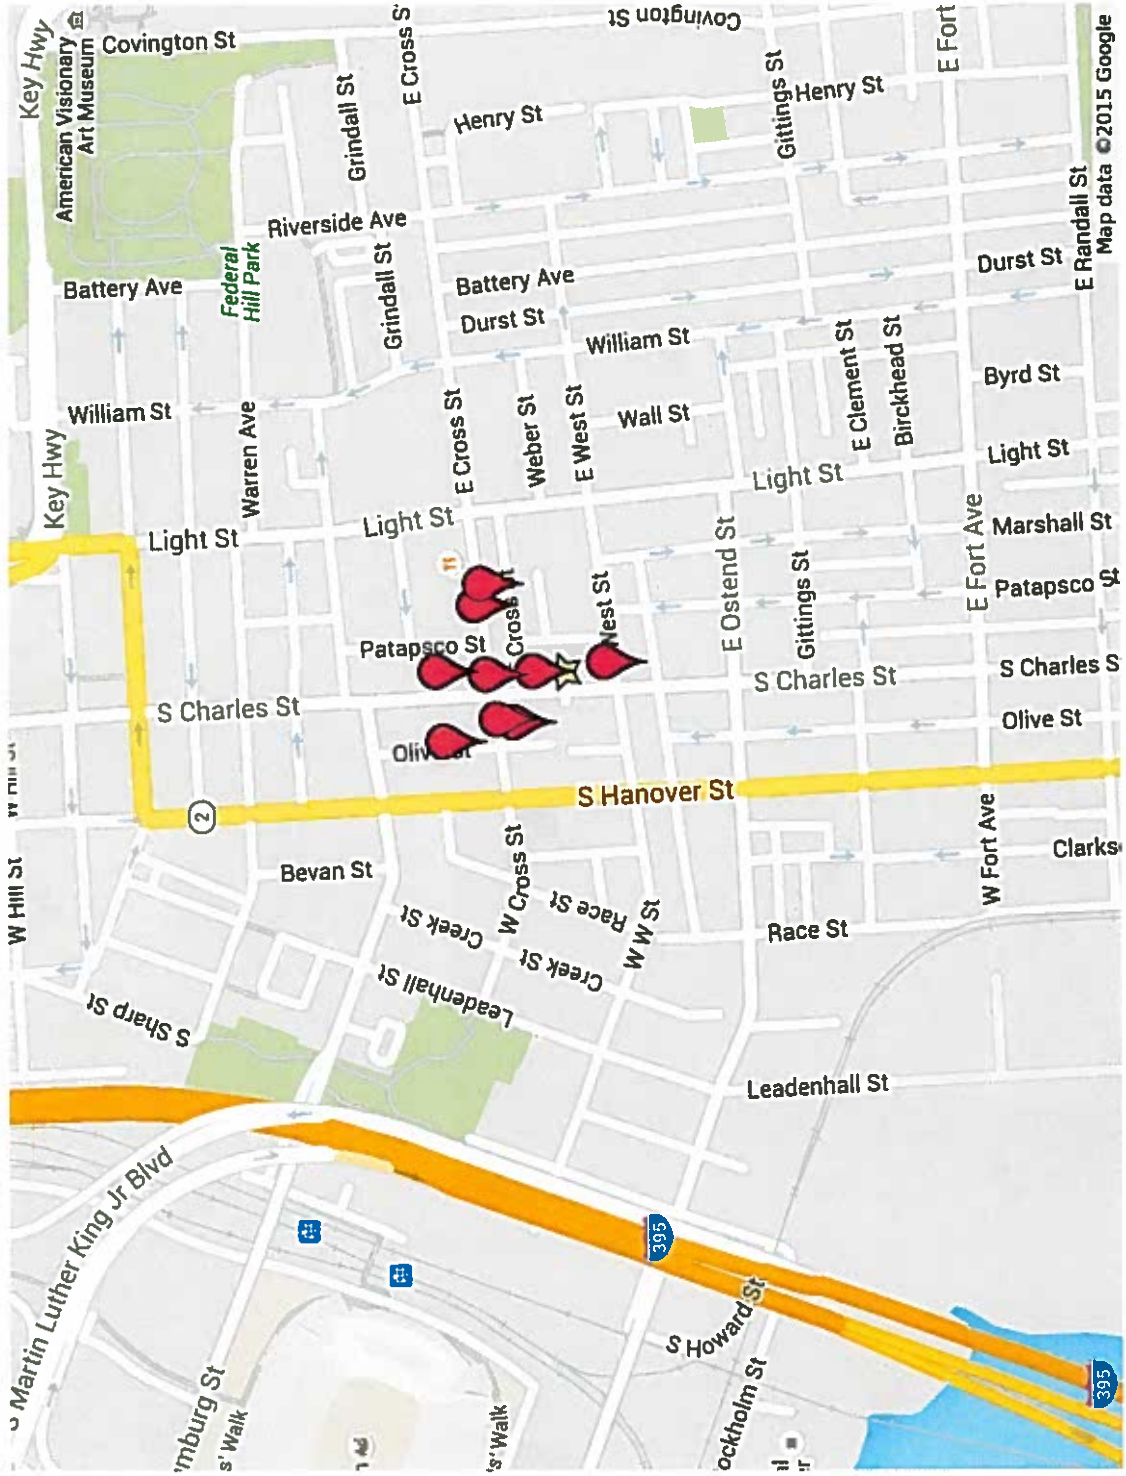 Key Hwy
American Visionary
Art Museum
Covington St
Covington St
E Cross S
Grindall St
Henry St
Gittings St
Henry St
E Fort
Map data ©2015 Google
E Randall St
Riverside Ave
Federal
Hill Park
Grindall St
Battery Ave
Battery Ave
Durst St
Durst St
William St
William St
Key Hwy
Warren Ave
E Cross St
Weber St
E West St
Wall St
E Clement St
Birckhead St
Byrd St
Light St
Light St
Light St
Light St
Marshall St
E Ostend St
Gittings St
E Fort Ave
Patapsco St
Patapsco St
Cross
S Charles St
S Charles St
S Charles S
Olive St
S Hanover St
2
W Hill St
Bevan St
W Cross St
Race St
Creek St
Creek St
W W St
Race St
W Fort Ave
Clarks
S Sharp St
Leadenhall St
Leadenhall St
Martin Luther King Jr Blvd
395
S Howard St
395
mburg St
s' Walk
s' Walk
ockholm St